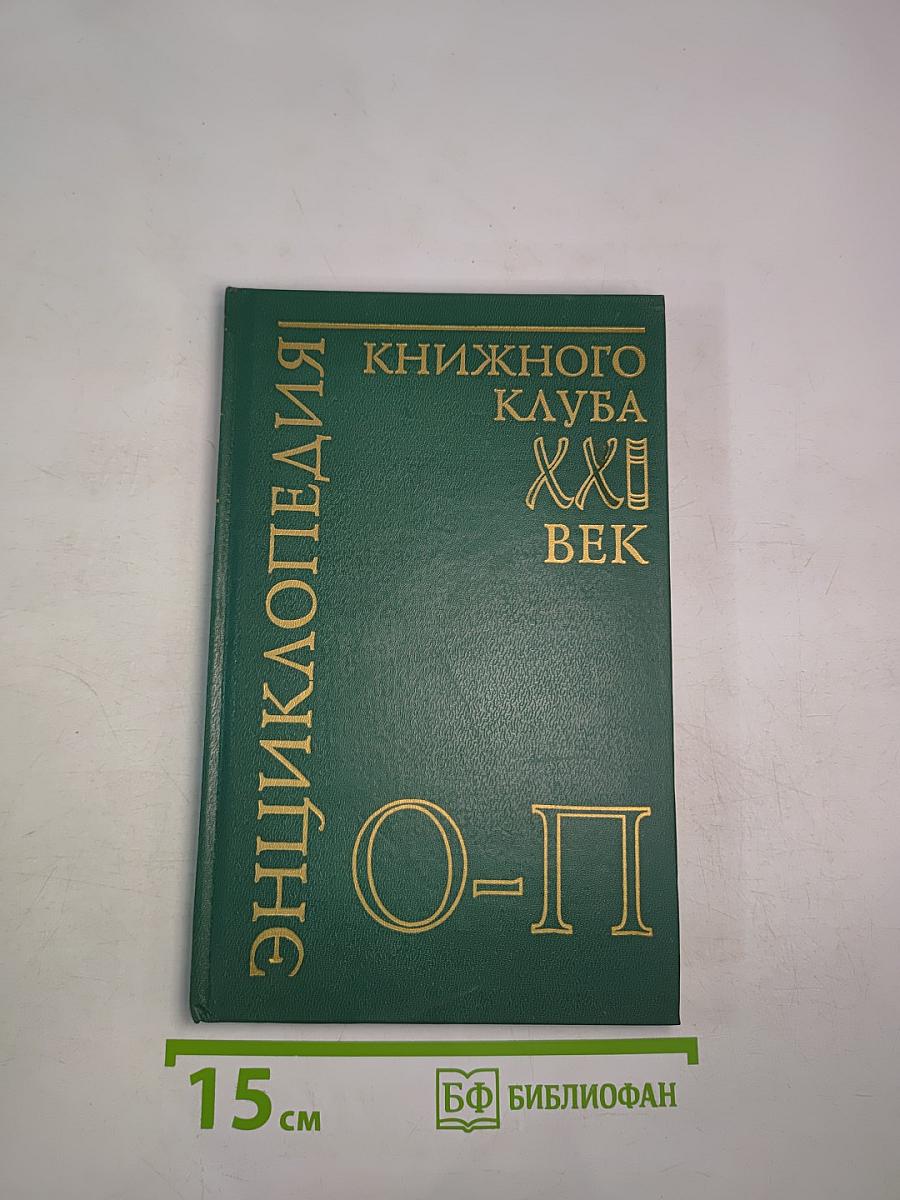 ЭНЦИКЛОПЕДИЯ
КНИЖНОГО
КЛУБА
XXI
ВЕК
О-П
15 см
БФ БИБЛИОФАН